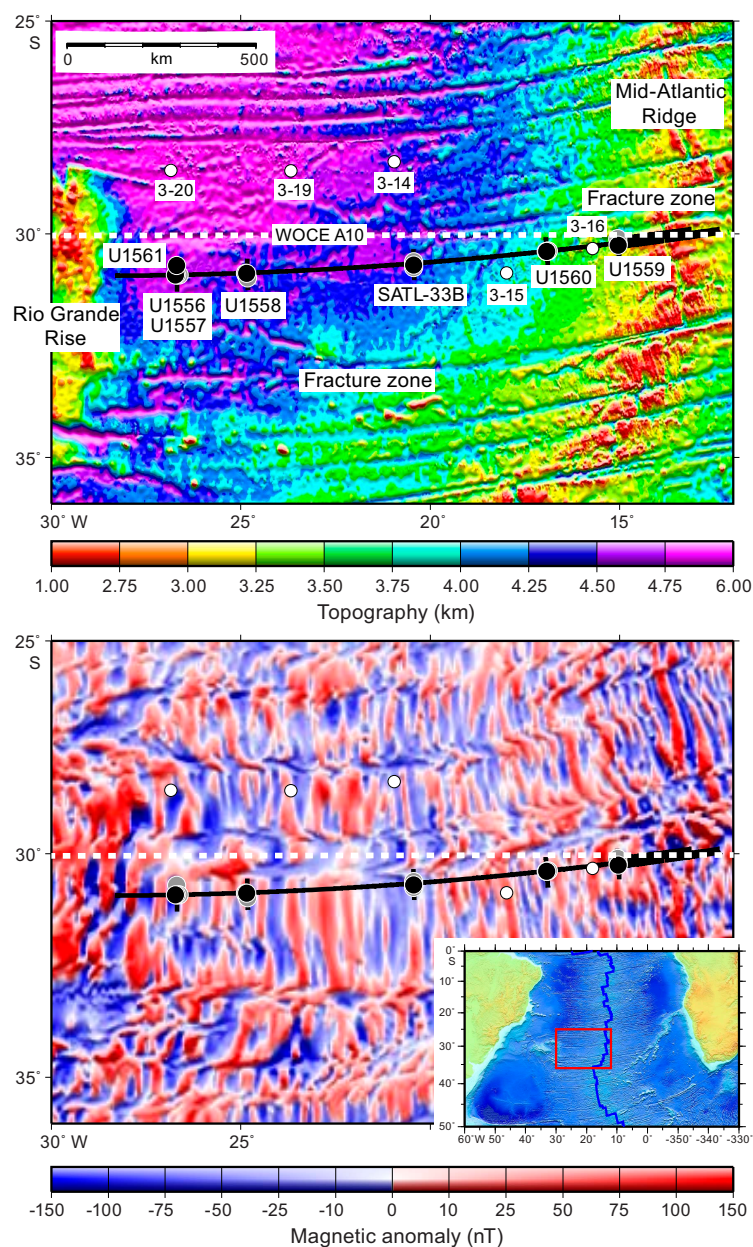 25˚
S
0 500
km
Mid-Atlantic
Ridge
3-20
3-19
3-14
Fracture zone
3-16
30˚
WOCE A10
U1561
U1556
U1557
U1558
SATL-33B
3-15
U1560
U1559
Rio Grande
Rise
Fracture zone
35˚
30˚ W 25˚ 20˚ 15˚
1.00 2.75 3.00 3.25 3.50 3.75 4.00 4.25 4.50 4.75 6.00
Topography (km)
25˚
S
30˚
35˚
30˚ W 25˚
0˚
S
10˚
20˚
30˚
40˚
50˚
60˚W 50˚ 40˚ 30˚ 20˚ 10˚ 0˚ -350˚ -340˚ -330˚
-150 -100 -75 -50 -25 0 10 25 50 75 100 150
Magnetic anomaly (nT)